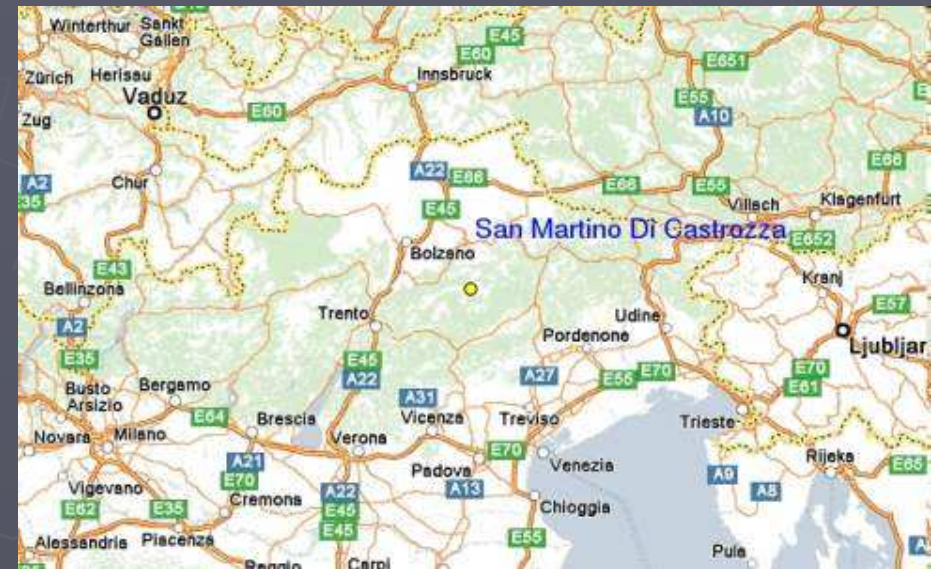 Winterthur Sankt
Gallen
E45
E60
E651
Zürich Herisau
Innsbruck
Vaduz
E60
E55
A10
E
Zug
A2
Chur
A22 E66
E66
E55
E66
35
E45
Villach
Klagenfurt
San Martino Di Castrozza
E652
Bolzano
E43
Bellinzona
Kranj
E57
Trento
Udine
A2
Pordenone
Ljubljar
E35
E45
A22
A27
E55 E70
E70
E61
Busto
Arsizio
Bergamo
A31
E64
Brescia
Vicenza
Treviso
Trieste
Novara Milano
Verona
E70
Rijeka
E65
A21
E70
Padova
Venezia
A9
A8
Vigevano
Cremona
A22
A13
E62
E35
E45
E45
Chioggia
Alessandria Piacenza
E55
Pula
A
Reggio
Carpi